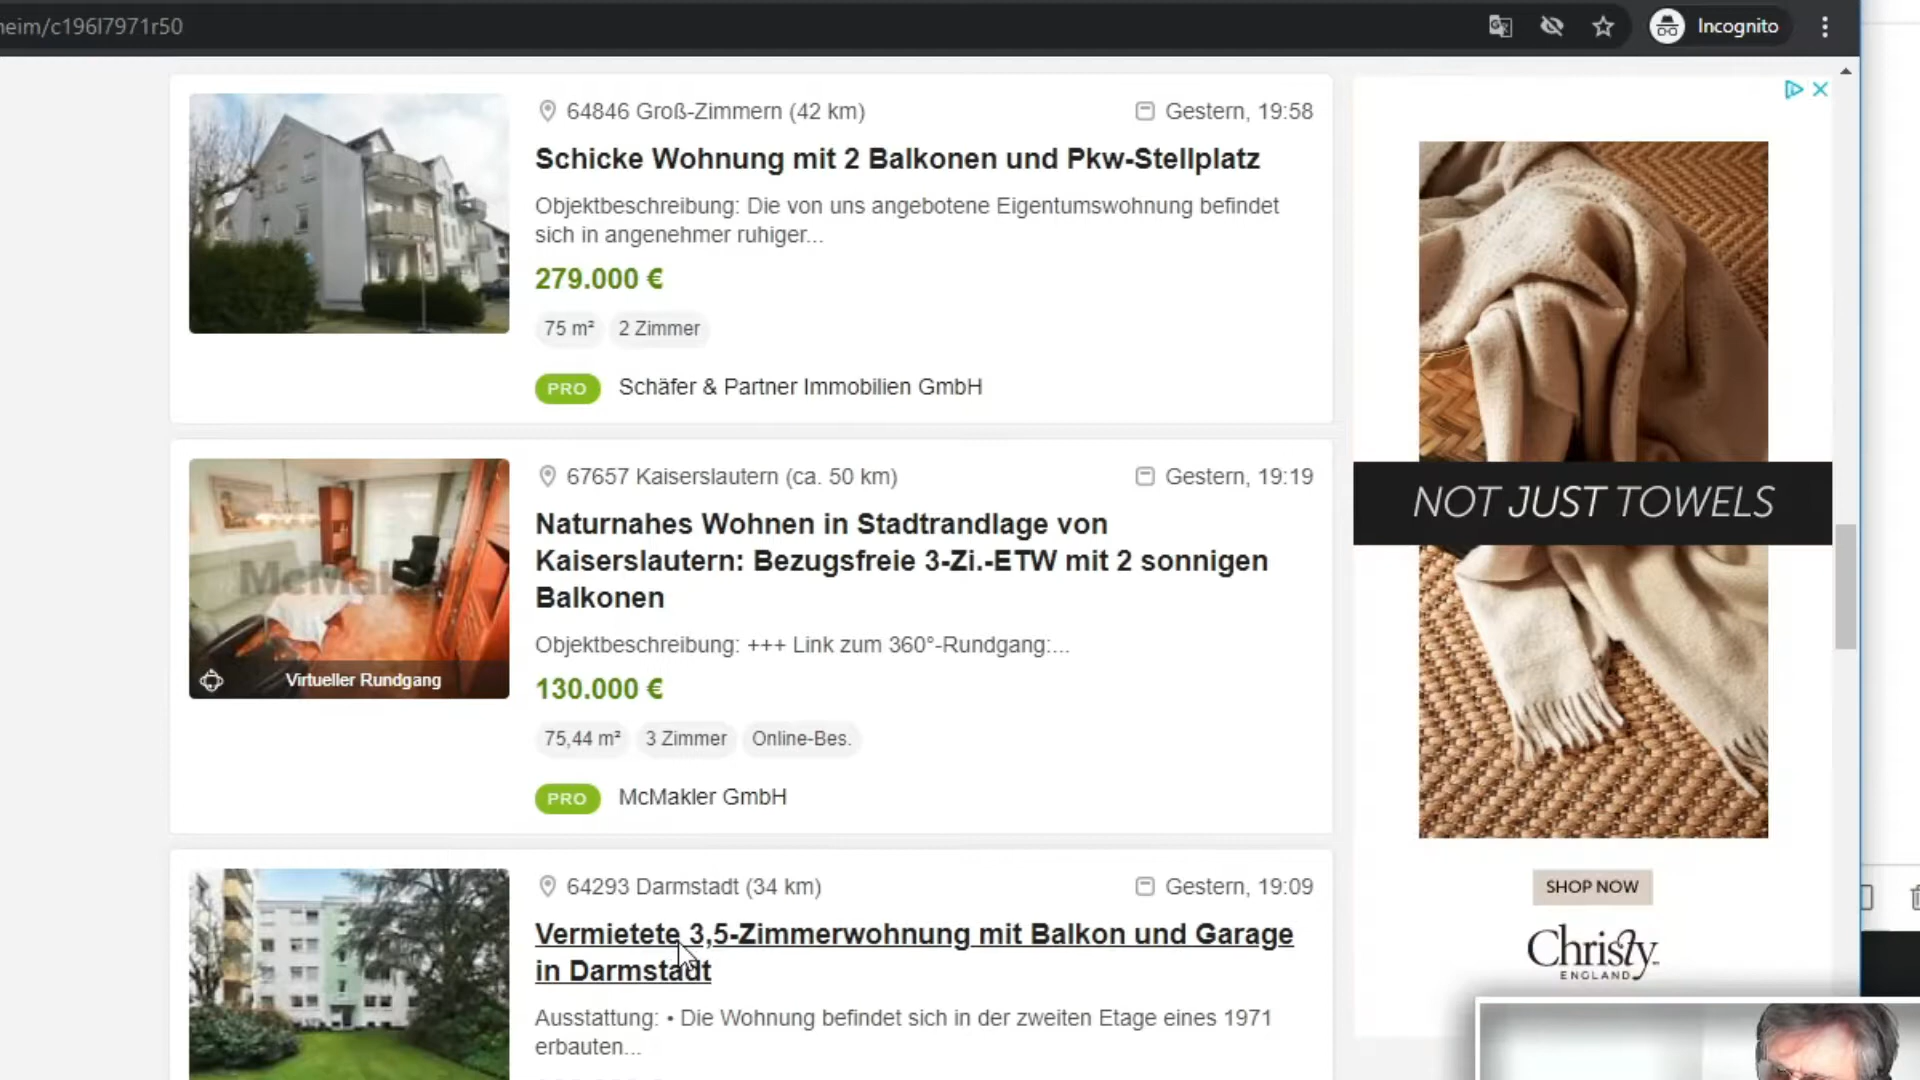 heim/c196l7971r50
Incognito
64846 Groß-Zimmern (42 km)
Gestern, 19:58
Schicke Wohnung mit 2 Balkonen und Pkw-Stellplatz
Objektbeschreibung: Die von uns angebotene Eigentumswohnung befindet
sich in angenehmer ruhiger...
279.000 €
75 m²
2 Zimmer
PRO
Schäfer & Partner Immobilien GmbH
67657 Kaiserslautern (ca. 50 km)
Gestern, 19:19
Naturnahes Wohnen in Stadtrandlage von
Kaiserslautern: Bezugsfreie 3-Zi.-ETW mit 2 sonnigen
Balkonen
Objektbeschreibung: +++ Link zum 360°-Rundgang:...
130.000 €
75,44 m²
3 Zimmer
Online-Bes.
Virtueller Rundgang
PRO
McMakler GmbH
64293 Darmstadt (34 km)
Gestern, 19:09
Vermietete 3,5-Zimmerwohnung mit Balkon und Garage
in Darmstadt
Ausstattung: • Die Wohnung befindet sich in der zweiten Etage eines 1971
erbauten...
NOT JUST TOWELS
SHOP NOW
Christy
ENGLAND